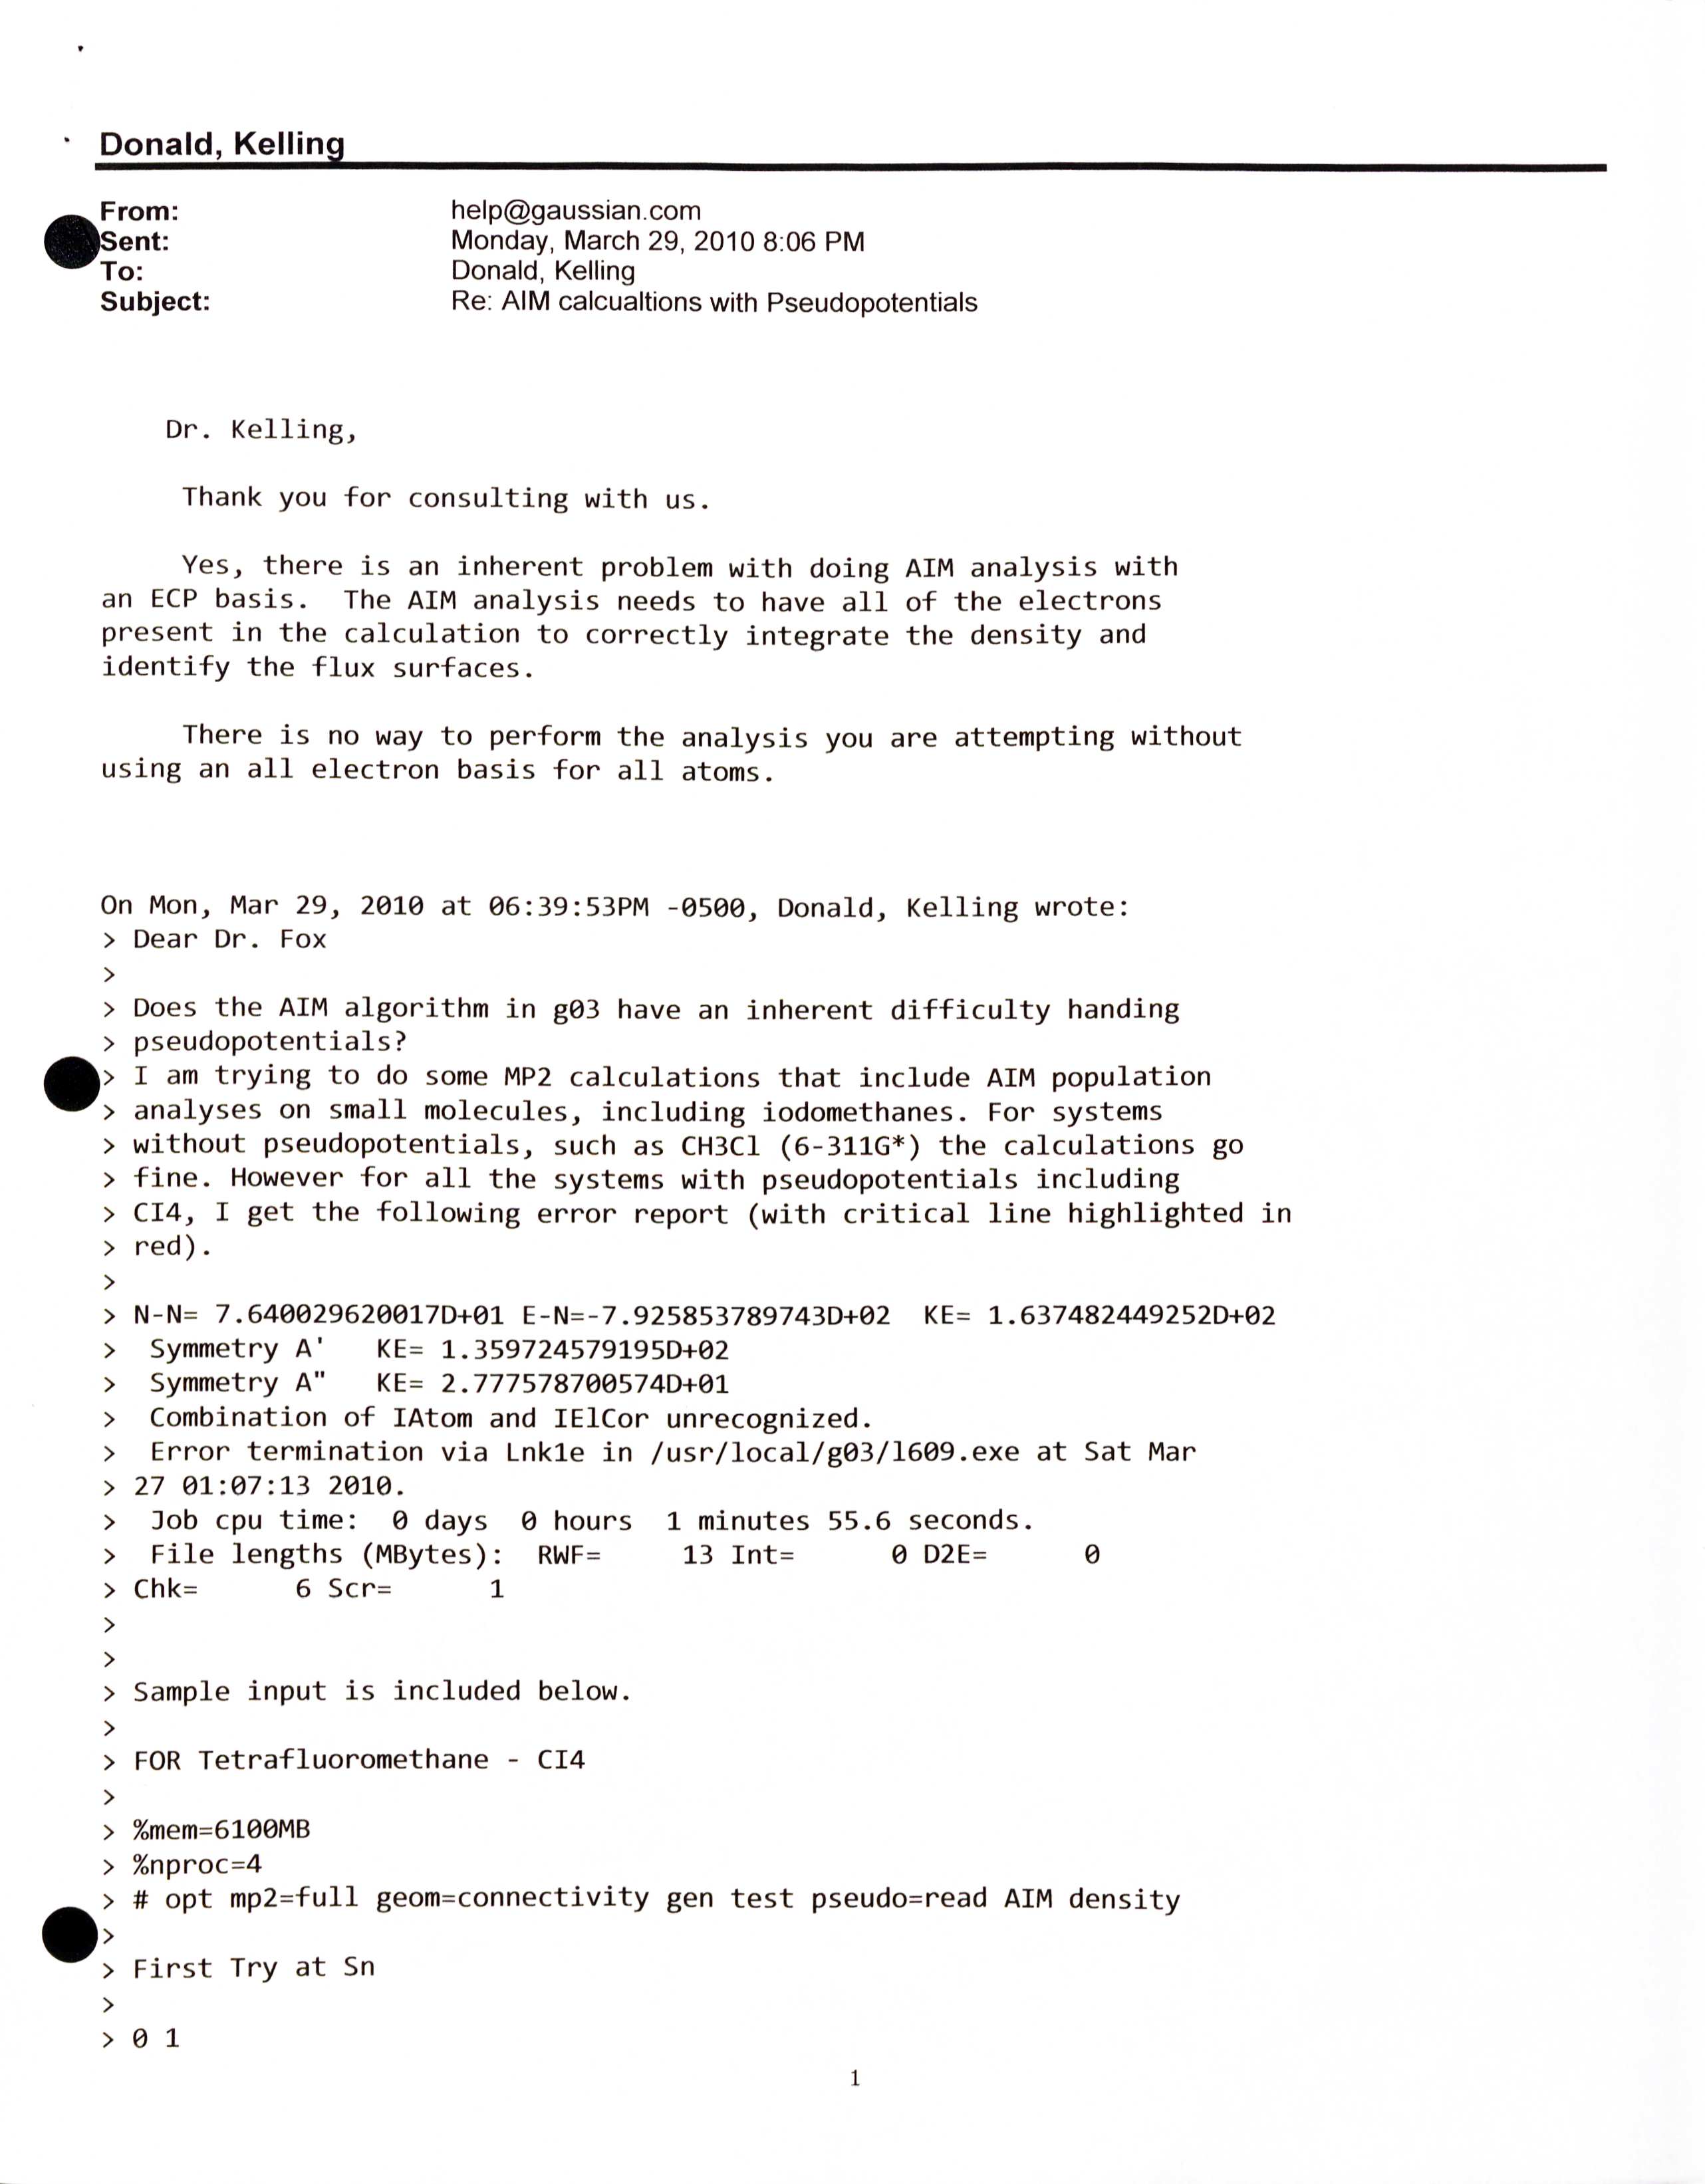 Donald, Kelling
From: help@gaussian.com
Sent: Monday, March 29, 2010 8:06 PM
To: Donald, Kelling
Subject: Re: AIM calcualtions with Pseudopotentials
Dr. Kelling,
Thank you for consulting with us.
Yes, there is an inherent problem with doing AIM analysis with
an ECP basis.  The AIM analysis needs to have all of the electrons
present in the calculation to correctly integrate the density and
identify the flux surfaces.
There is no way to perform the analysis you are attempting without
using an all electron basis for all atoms.
On Mon, Mar 29, 2010 at 06:39:53PM -0500, Donald, Kelling wrote:
> Dear Dr. Fox
>
> Does the AIM algorithm in g03 have an inherent difficulty handing
> pseudopotentials?
> I am trying to do some MP2 calculations that include AIM population
> analyses on small molecules, including iodomethanes. For systems
> without pseudopotentials, such as CH3Cl (6-311G*) the calculations go
> fine. However for all the systems with pseudopotentials including
> CI4, I get the following error report (with critical line highlighted in
> red).
>
> N-N= 7.640029620017D+01 E-N=-7.925853789743D+02  KE= 1.637482449252D+02
>  Symmetry A'   KE= 1.359724579195D+02
>  Symmetry A"   KE= 2.777578700574D+01
>  Combination of IAtom and IElCor unrecognized.
>  Error termination via Lnk1e in /usr/local/g03/l609.exe at Sat Mar
> 27 01:07:13 2010.
>  Job cpu time:  0 days  0 hours  1 minutes 55.6 seconds.
>  File lengths (MBytes):  RWF=     13 Int=      0 D2E=      0
> Chk=      6 Scr=      1
>
>
> Sample input is included below.
>
> FOR Tetrafluoromethane - CI4
>
> %mem=6100MB
> %nproc=4
> # opt mp2=full geom=connectivity gen test pseudo=read AIM density
>
> First Try at Sn
>
> 0 1
1